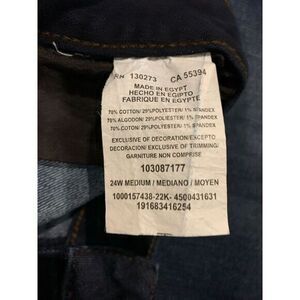 RN 130273 CA 55394
MADE IN EGYPT
HECHO EN EGIPTO
FABRIQUE EN EGYPTE
70% COTTON/ 29%POLYESTER/ 1% SPANDEX
70% ALGODON/ 29%POLIESTER/ 1% SPANDEX
70% COTON/ 29%POLYESTER/ 1% SPANDEX
EXCLUSIVE OF DECORATION/EXCEPTO
DECORACION/ EXCLUSIVE OF TRIMMING/
GARNITURE NON COMPRISE
103087177
24W MEDIUM / MEDIANO / MOYEN
1000157438-22K- 4500431631
191683416254